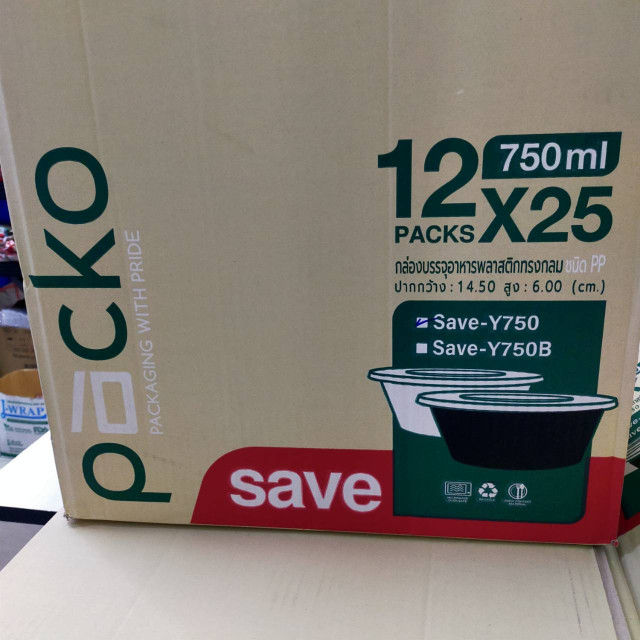 packo
PACKAGING WITH PRIDE
750ml
12 X25
PACKS
กล่องบรรจุอาหารพลาสติกทรงกลม ชนิด PP
ปากกว้าง : 14.50 สูง : 6.00 (cm.)
Save-Y750
Save-Y750B
save
J-WRAP